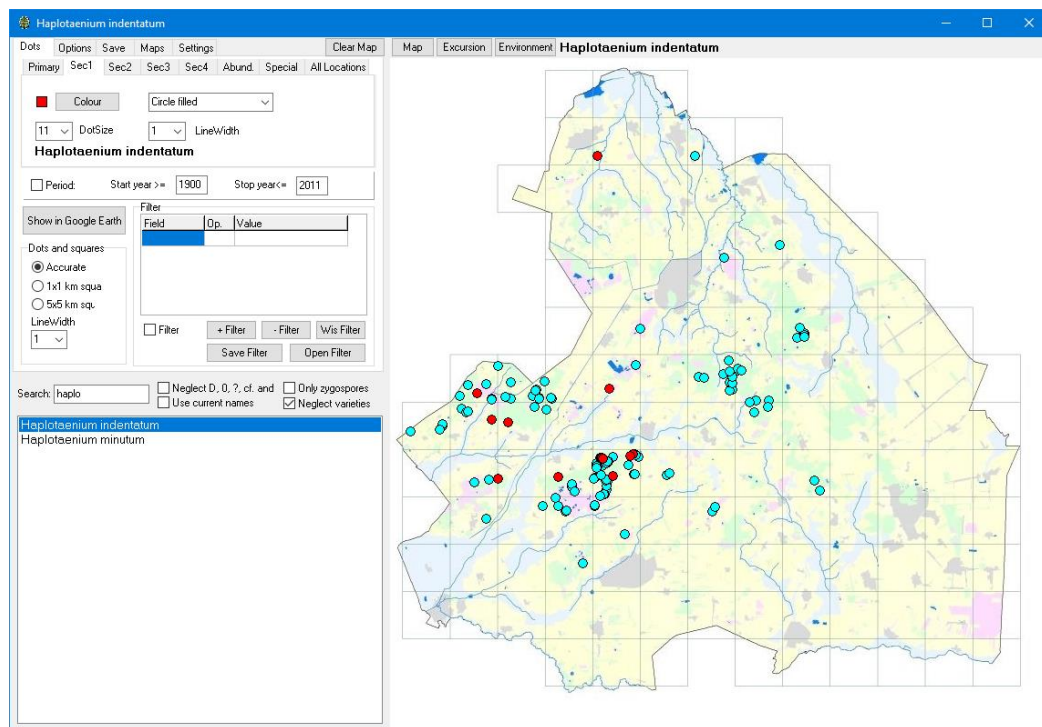 Haplotaenium indentatum
Dots Options Save Maps Settings Clear Map
Map Excursion Environment Haplotaenium indentatum
Primary Sec1 Sec2 Sec3 Sec4 Abund. Special All Locations
Colour Circle filled
11 DotSize 1 LineWidth
Haplotaenium indentatum
Period: Start year >= 1900 Stop year<= 2011
Show in Google Earth
Filter
Field Op. Value
Dots and squares
Accurate
1x1 km squa
5x5 km squ
LineWidth
1
Filter + Filter - Filter Wis Filter
Save Filter Open Filter
Search: haplo
Neglect D, 0, ?, cf. and Only zygospores
Use current names Neglect varieties
Haplotaenium indentatum
Haplotaenium minutum